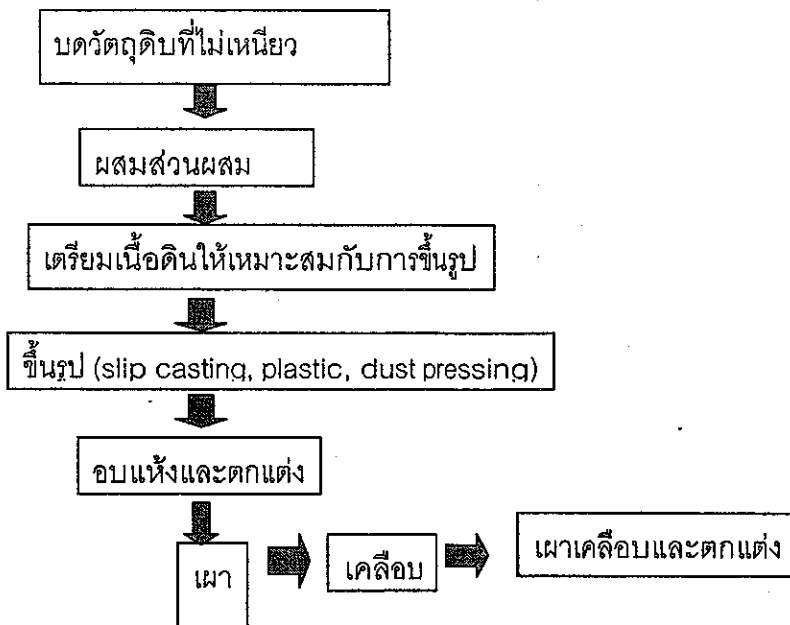 บดวัตถุดิบที่ไม่เหนียว
ผสมส่วนผสม
เตรียมเนื้อดินให้เหมาะสมกับการขึ้นรูป
ขึ้นรูป (slip casting, plastic, dust pressing)
อบแห้งและตกแต่ง
เผา
เคลือบ
เผาเคลือบและตกแต่ง